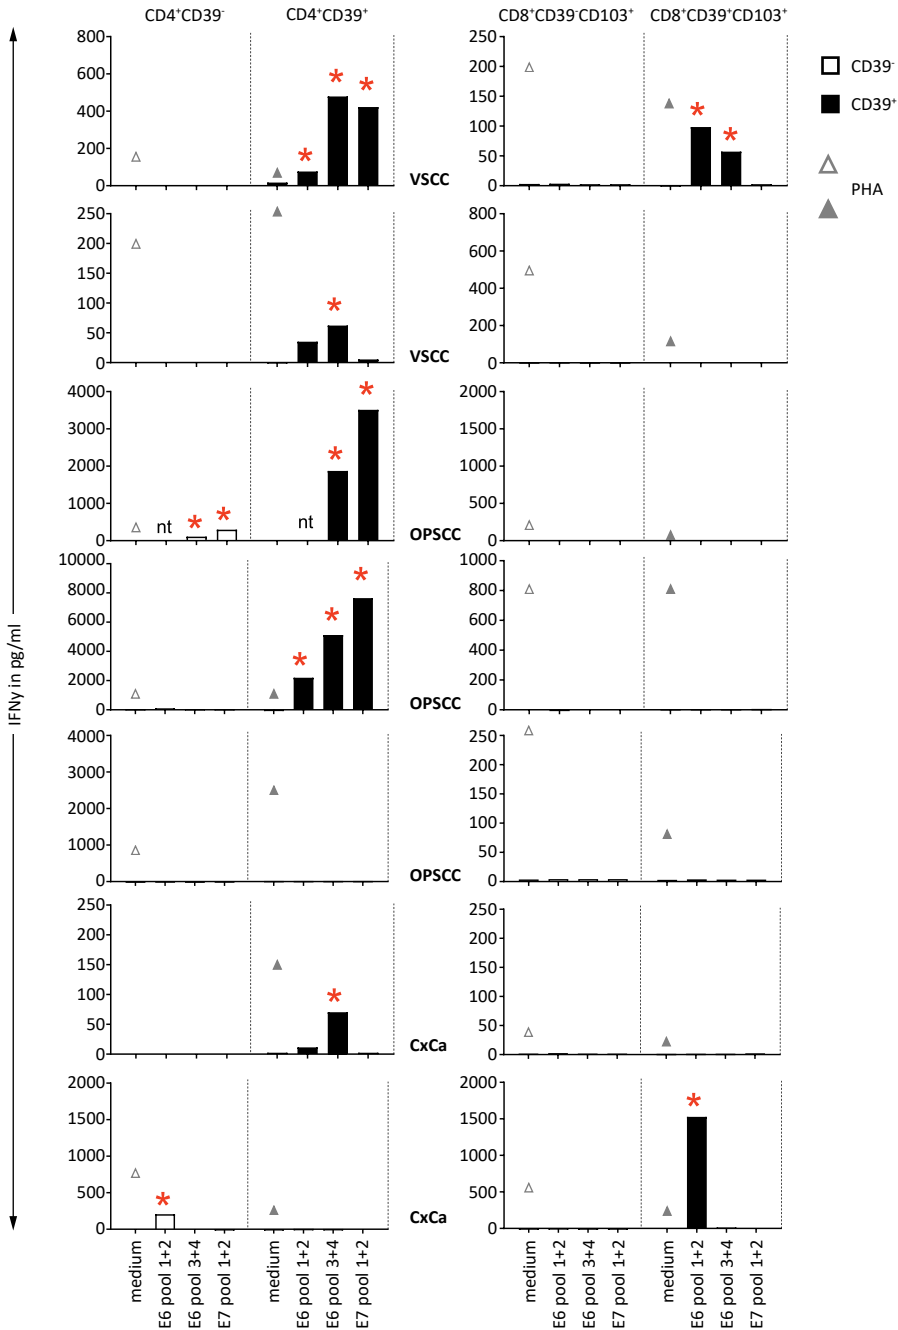 CD4⁺CD39⁻ CD4⁺CD39⁺ CD8⁺CD39⁻CD103⁺ CD8⁺CD39⁺CD103⁺
CD39⁻
CD39⁺
PHA
IFNγ in pg/ml
800
600
400
200
0
VSCC
250
200
150
100
50
0
250
200
150
100
50
0
VSCC
800
600
400
200
0
4000
3000
2000
1000
0
nt
nt
OPSCC
2000
1500
1000
500
0
10000
8000
6000
4000
2000
0
OPSCC
1000
800
600
400
200
0
4000
3000
2000
1000
0
OPSCC
250
200
150
100
50
0
250
200
150
100
50
0
CxCa
250
200
150
100
50
0
2000
1500
1000
500
0
CxCa
2000
1500
1000
500
0
medium
E6 pool 1+2
E6 pool 3+4
E7 pool 1+2
medium
E6 pool 1+2
E6 pool 3+4
E7 pool 1+2
medium
E6 pool 1+2
E6 pool 3+4
E7 pool 1+2
medium
E6 pool 1+2
E6 pool 3+4
E7 pool 1+2